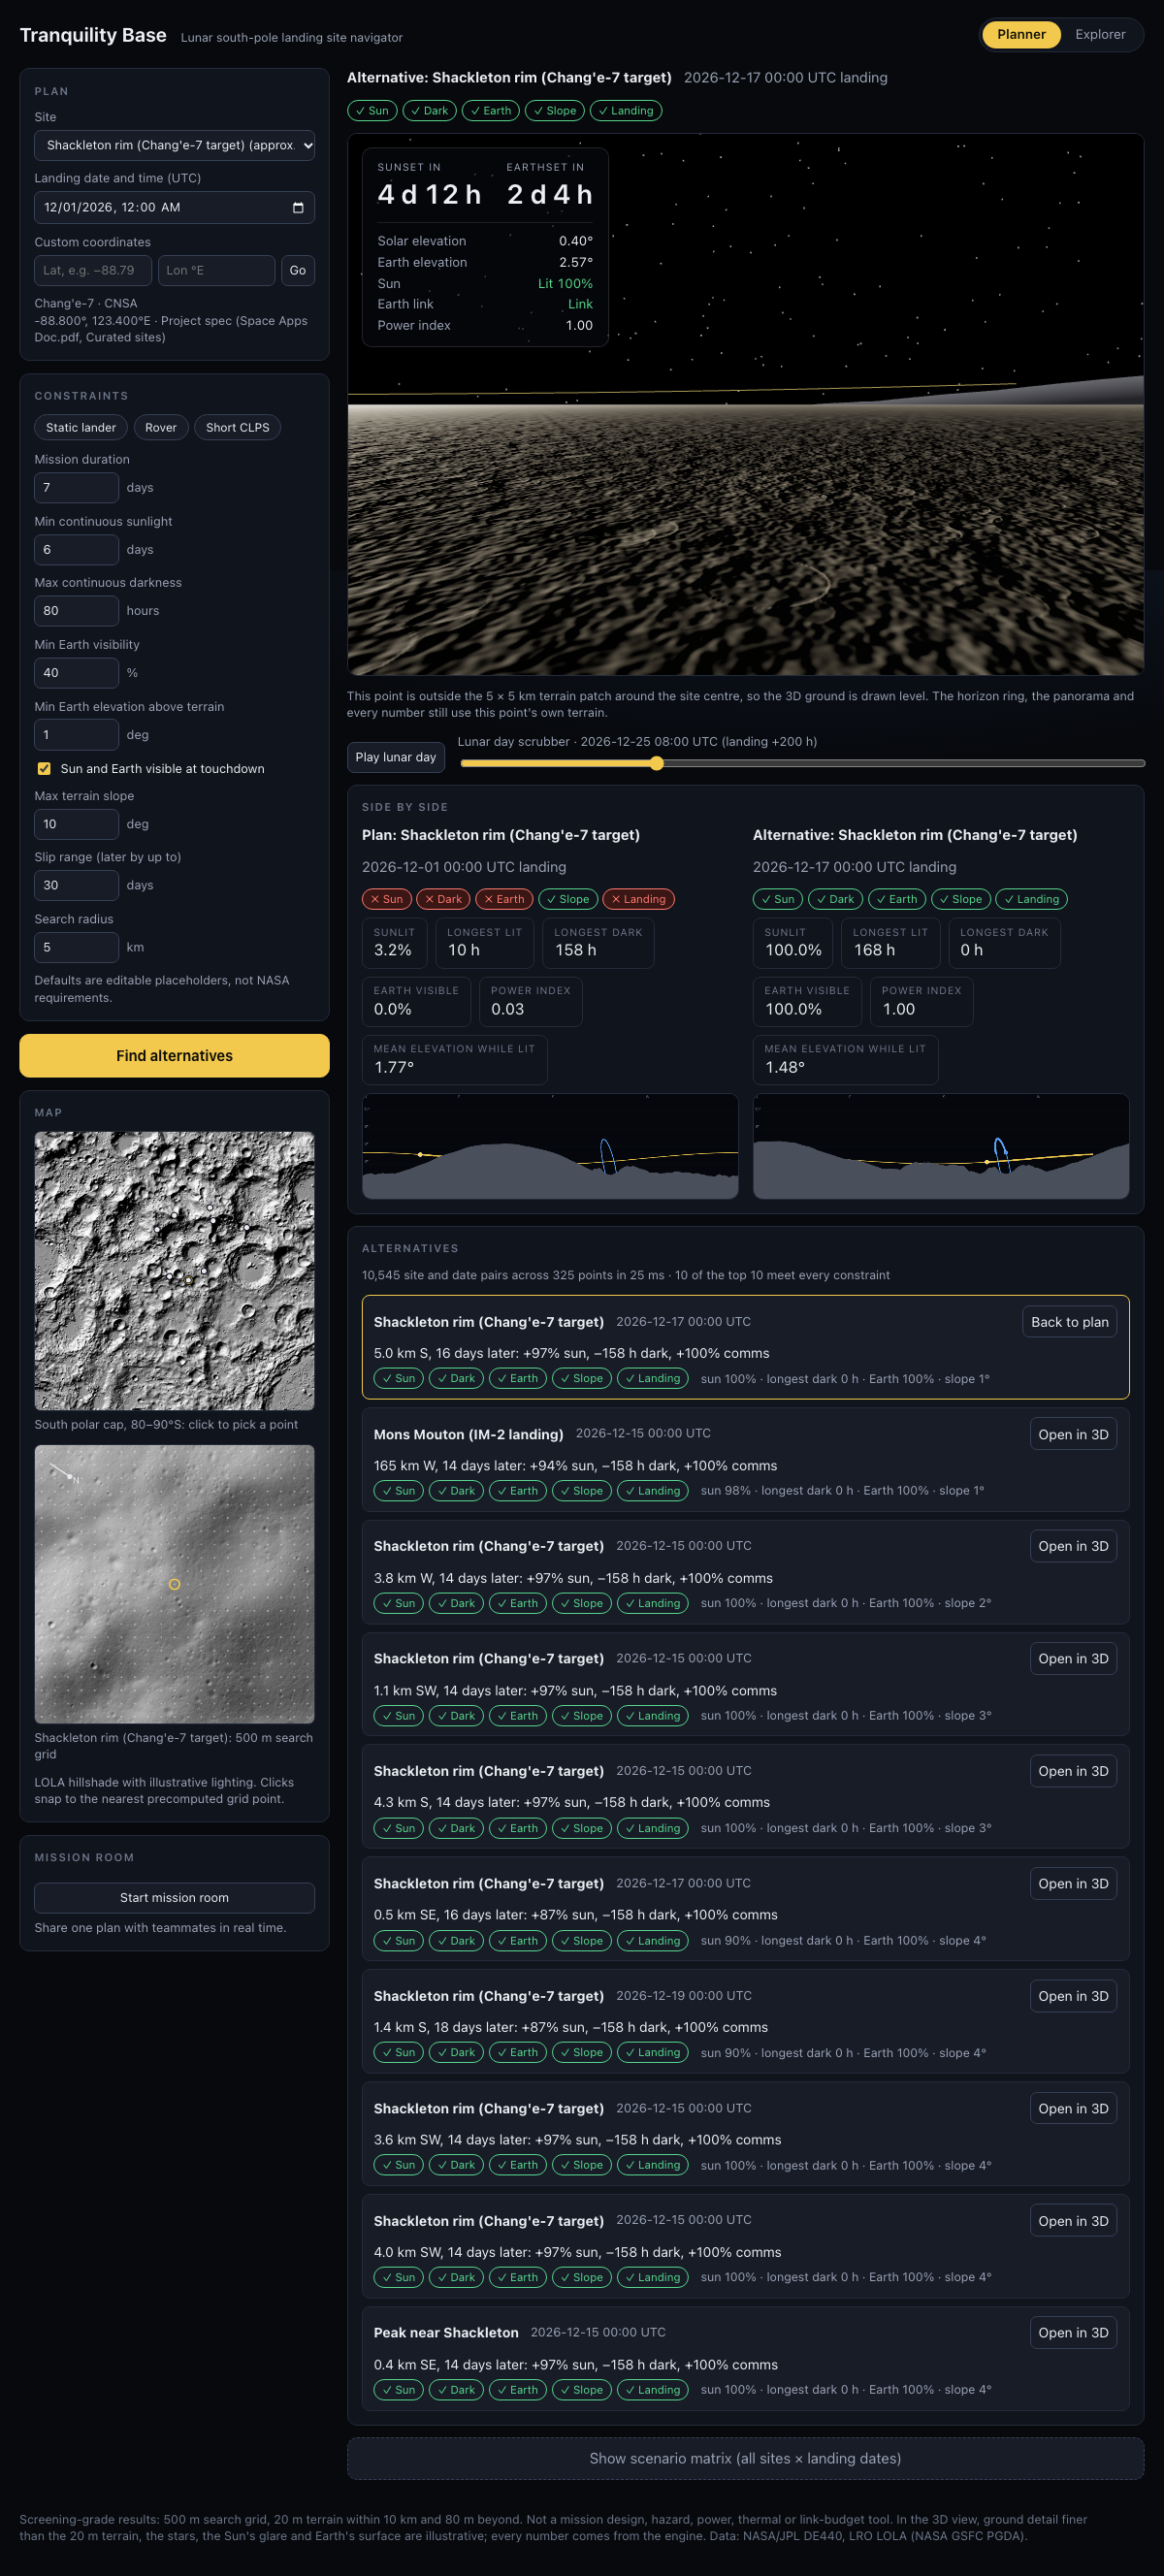 Tranquility Base Lunar south-pole landing site navigator
Planner Explorer
PLAN
Site
Shackleton rim (Chang'e-7 target) (approx.
Landing date and time (UTC)
12/01/2026, 12:00 AM
Custom coordinates
Lat, e.g. −88.79 Lon °E Go
Chang'e-7 · CNSA
-88.800°, 123.400°E · Project spec (Space Apps
Doc.pdf, Curated sites)
CONSTRAINTS
Static lander Rover Short CLPS
Mission duration
7 days
Min continuous sunlight
6 days
Max continuous darkness
80 hours
Min Earth visibility
40 %
Min Earth elevation above terrain
1 deg
Sun and Earth visible at touchdown
Max terrain slope
10 deg
Slip range (later by up to)
30 days
Search radius
5 km
Defaults are editable placeholders, not NASA
requirements.
Find alternatives
MAP
South polar cap, 80–90°S: click to pick a point
N
Shackleton rim (Chang'e-7 target): 500 m search
grid
LOLA hillshade with illustrative lighting. Clicks
snap to the nearest precomputed grid point.
MISSION ROOM
Start mission room
Share one plan with teammates in real time.
Alternative: Shackleton rim (Chang'e-7 target) 2026-12-17 00:00 UTC landing
✓ Sun ✓ Dark ✓ Earth ✓ Slope ✓ Landing
SUNSET IN EARTHSET IN
4 d 12 h 2 d 4 h
Solar elevation 0.40°
Earth elevation 2.57°
Sun Lit 100%
Earth link Link
Power index 1.00
This point is outside the 5 × 5 km terrain patch around the site centre, so the 3D ground is drawn level. The horizon ring, the panorama and
every number still use this point's own terrain.
Play lunar day Lunar day scrubber · 2026-12-25 08:00 UTC (landing +200 h)
SIDE BY SIDE
Plan: Shackleton rim (Chang'e-7 target)
2026-12-01 00:00 UTC landing
✕ Sun ✕ Dark ✕ Earth ✓ Slope ✕ Landing
SUNLIT LONGEST LIT LONGEST DARK
3.2% 10 h 158 h
EARTH VISIBLE POWER INDEX
0.0% 0.03
MEAN ELEVATION WHILE LIT
1.77°
Alternative: Shackleton rim (Chang'e-7 target)
2026-12-17 00:00 UTC landing
✓ Sun ✓ Dark ✓ Earth ✓ Slope ✓ Landing
SUNLIT LONGEST LIT LONGEST DARK
100.0% 168 h 0 h
EARTH VISIBLE POWER INDEX
100.0% 1.00
MEAN ELEVATION WHILE LIT
1.48°
ALTERNATIVES
10,545 site and date pairs across 325 points in 25 ms · 10 of the top 10 meet every constraint
Shackleton rim (Chang'e-7 target) 2026-12-17 00:00 UTC Back to plan
5.0 km S, 16 days later: +97% sun, −158 h dark, +100% comms
✓ Sun ✓ Dark ✓ Earth ✓ Slope ✓ Landing sun 100% · longest dark 0 h · Earth 100% · slope 1°
Mons Mouton (IM-2 landing) 2026-12-15 00:00 UTC Open in 3D
165 km W, 14 days later: +94% sun, −158 h dark, +100% comms
✓ Sun ✓ Dark ✓ Earth ✓ Slope ✓ Landing sun 98% · longest dark 0 h · Earth 100% · slope 1°
Shackleton rim (Chang'e-7 target) 2026-12-15 00:00 UTC Open in 3D
3.8 km W, 14 days later: +97% sun, −158 h dark, +100% comms
✓ Sun ✓ Dark ✓ Earth ✓ Slope ✓ Landing sun 100% · longest dark 0 h · Earth 100% · slope 2°
Shackleton rim (Chang'e-7 target) 2026-12-15 00:00 UTC Open in 3D
1.1 km SW, 14 days later: +97% sun, −158 h dark, +100% comms
✓ Sun ✓ Dark ✓ Earth ✓ Slope ✓ Landing sun 100% · longest dark 0 h · Earth 100% · slope 3°
Shackleton rim (Chang'e-7 target) 2026-12-15 00:00 UTC Open in 3D
4.3 km S, 14 days later: +97% sun, −158 h dark, +100% comms
✓ Sun ✓ Dark ✓ Earth ✓ Slope ✓ Landing sun 100% · longest dark 0 h · Earth 100% · slope 3°
Shackleton rim (Chang'e-7 target) 2026-12-17 00:00 UTC Open in 3D
0.5 km SE, 16 days later: +87% sun, −158 h dark, +100% comms
✓ Sun ✓ Dark ✓ Earth ✓ Slope ✓ Landing sun 90% · longest dark 0 h · Earth 100% · slope 4°
Shackleton rim (Chang'e-7 target) 2026-12-19 00:00 UTC Open in 3D
1.4 km S, 18 days later: +87% sun, −158 h dark, +100% comms
✓ Sun ✓ Dark ✓ Earth ✓ Slope ✓ Landing sun 90% · longest dark 0 h · Earth 100% · slope 4°
Shackleton rim (Chang'e-7 target) 2026-12-15 00:00 UTC Open in 3D
3.6 km SW, 14 days later: +97% sun, −158 h dark, +100% comms
✓ Sun ✓ Dark ✓ Earth ✓ Slope ✓ Landing sun 100% · longest dark 0 h · Earth 100% · slope 4°
Shackleton rim (Chang'e-7 target) 2026-12-15 00:00 UTC Open in 3D
4.0 km SW, 14 days later: +97% sun, −158 h dark, +100% comms
✓ Sun ✓ Dark ✓ Earth ✓ Slope ✓ Landing sun 100% · longest dark 0 h · Earth 100% · slope 4°
Peak near Shackleton 2026-12-15 00:00 UTC Open in 3D
0.4 km SE, 14 days later: +97% sun, −158 h dark, +100% comms
✓ Sun ✓ Dark ✓ Earth ✓ Slope ✓ Landing sun 100% · longest dark 0 h · Earth 100% · slope 4°
Show scenario matrix (all sites × landing dates)
Screening-grade results: 500 m search grid, 20 m terrain within 10 km and 80 m beyond. Not a mission design, hazard, power, thermal or link-budget tool. In the 3D view, ground detail finer
than the 20 m terrain, the stars, the Sun's glare and Earth's surface are illustrative; every number comes from the engine. Data: NASA/JPL DE440, LRO LOLA (NASA GSFC PGDA).